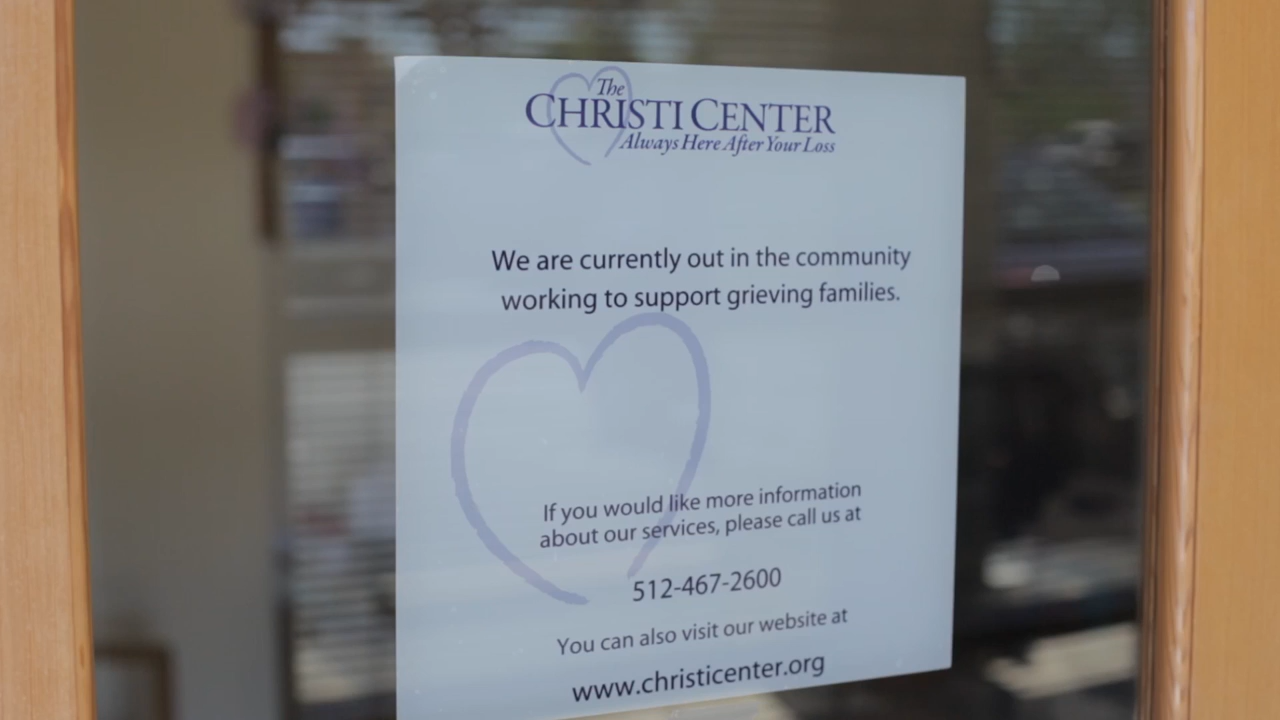 The
CHRISTI CENTER
Always Here After Your Loss
We are currently out in the community
working to support grieving families.
If you would like more information
about our services, please call us at
512-467-2600
You can also visit our website at
www.christicenter.org